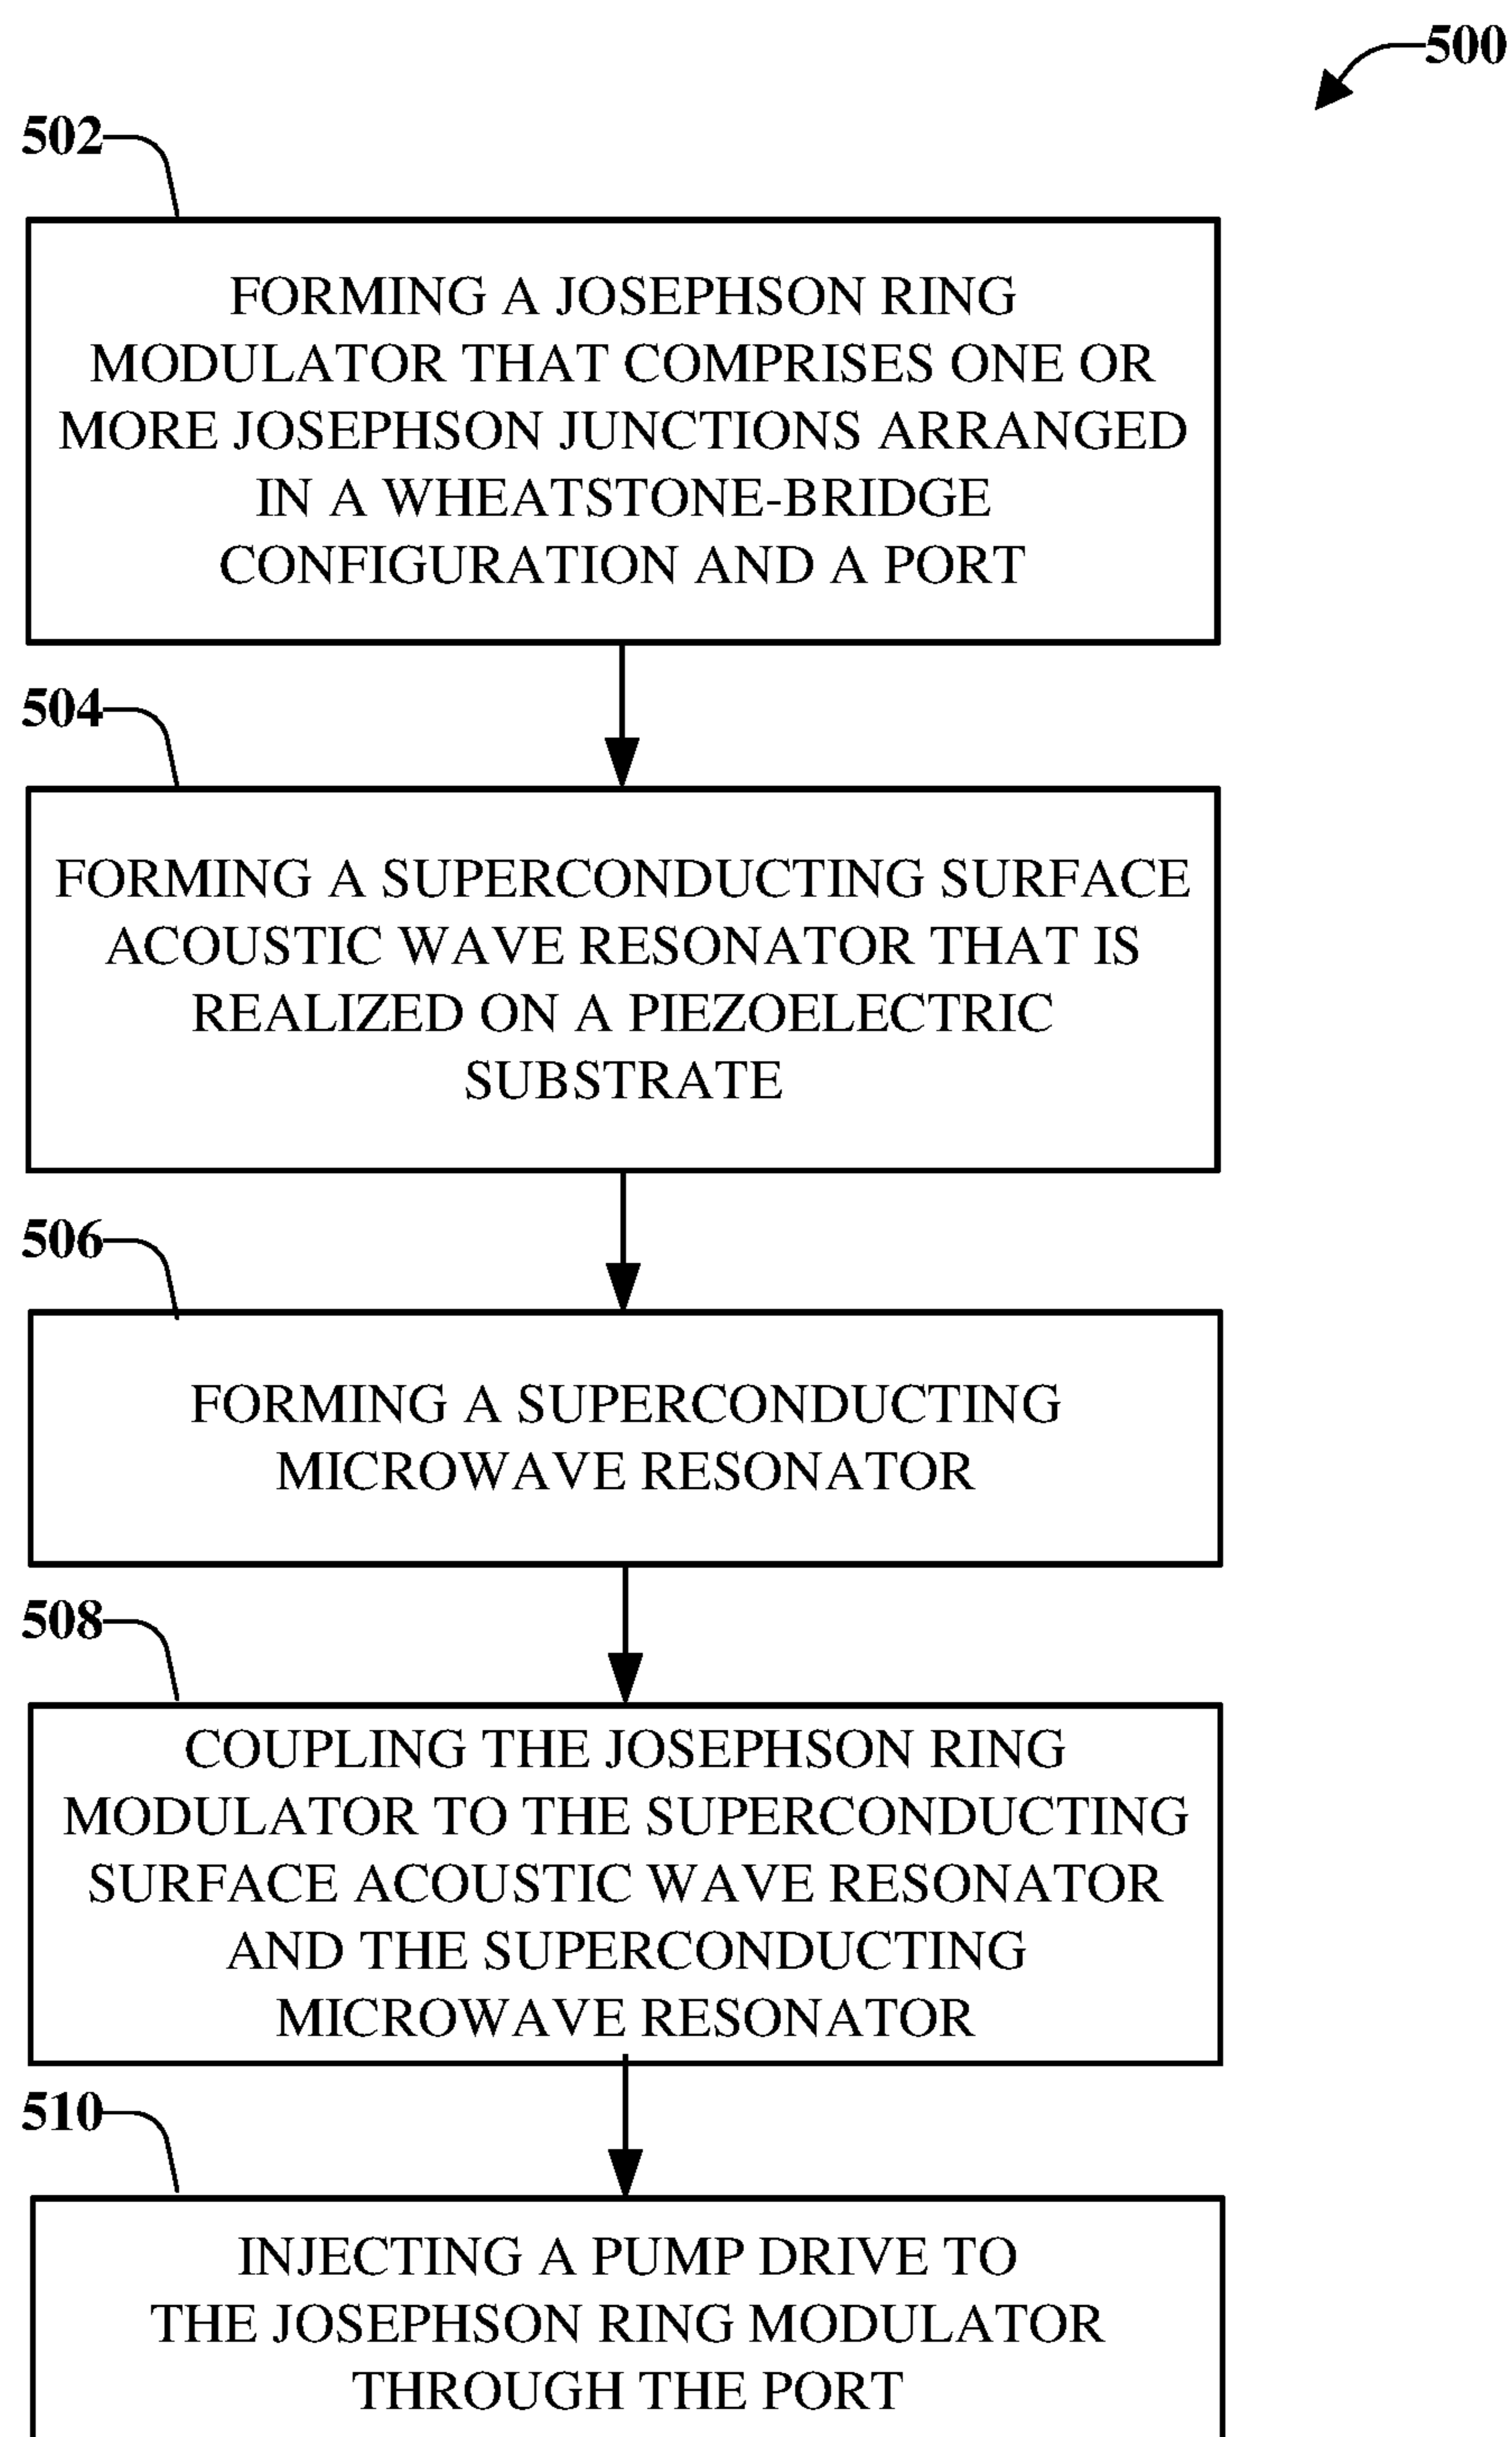 500
502
FORMING A JOSEPHSON RING
MODULATOR THAT COMPRISES ONE OR
MORE JOSEPHSON JUNCTIONS ARRANGED
IN A WHEATSTONE-BRIDGE
CONFIGURATION AND A PORT
504
FORMING A SUPERCONDUCTING SURFACE
ACOUSTIC WAVE RESONATOR THAT IS
REALIZED ON A PIEZOELECTRIC
SUBSTRATE
506
FORMING A SUPERCONDUCTING
MICROWAVE RESONATOR
508
COUPLING THE JOSEPHSON RING
MODULATOR TO THE SUPERCONDUCTING
SURFACE ACOUSTIC WAVE RESONATOR
AND THE SUPERCONDUCTING
MICROWAVE RESONATOR
510
INJECTING A PUMP DRIVE TO
THE JOSEPHSON RING MODULATOR
THROUGH THE PORT